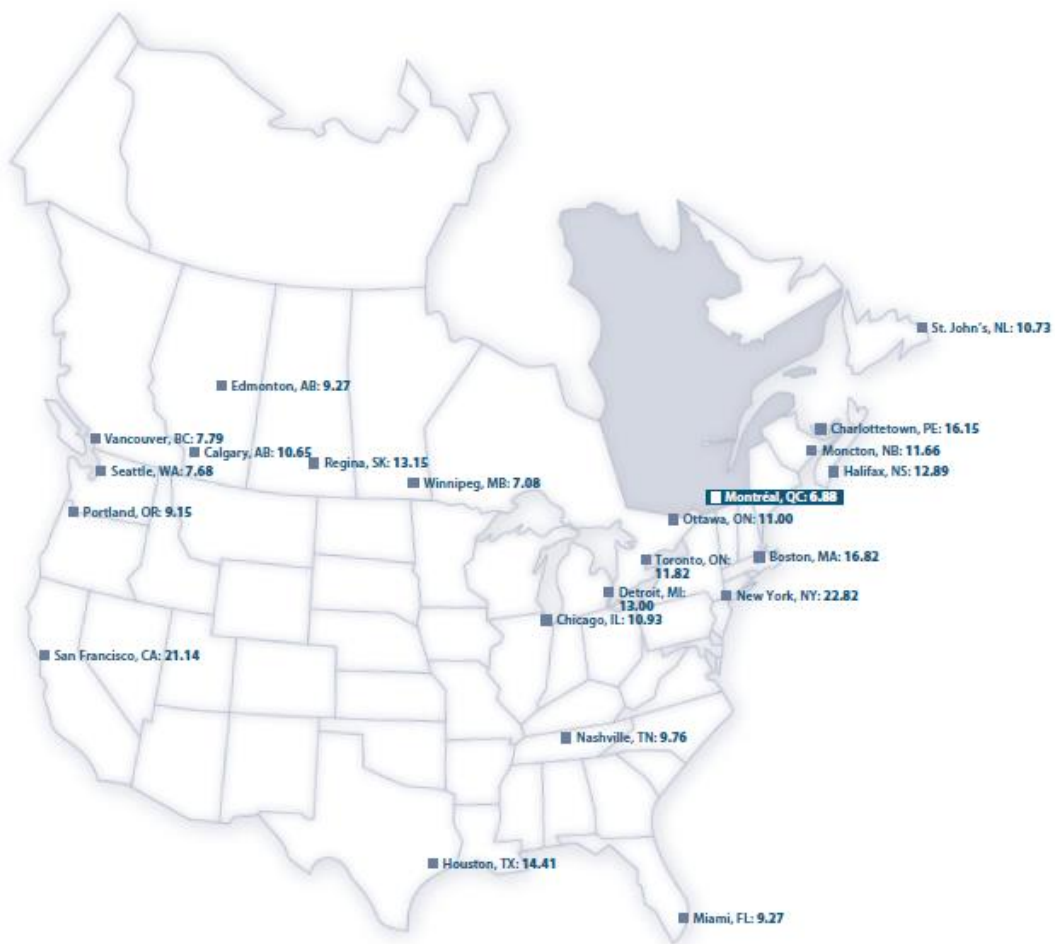 St. John's, NL: 10.73
Edmonton, AB: 9.27
Charlottetown, PE: 16.15
Vancouver, BC: 7.79
Moncton, NB: 11.66
Calgary, AB: 10.65
Regina, SK: 13.15
Seattle, WA: 7.68
Halifax, NS: 12.89
Winnipeg, MB: 7.08
Montréal, QC: 6.88
Portland, OR: 9.15
Ottawa, ON: 11.00
Boston, MA: 16.82
Toronto, ON:
11.82
Detroit, MI:
13.00
New York, NY: 22.82
Chicago, IL: 10.93
San Francisco, CA: 21.14
Nashville, TN: 9.76
Houston, TX: 14.41
Miami, FL: 9.27